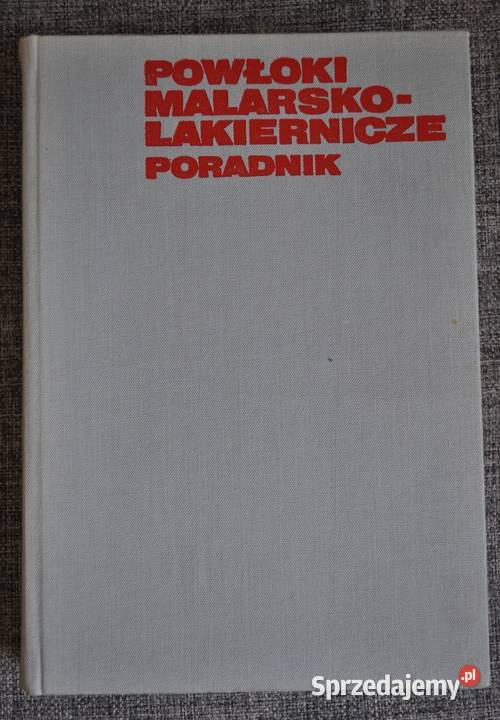 POWŁOKI
MALARSKO-
LAKIERNICZE
PORADNIK
Sprzedajemy.pl